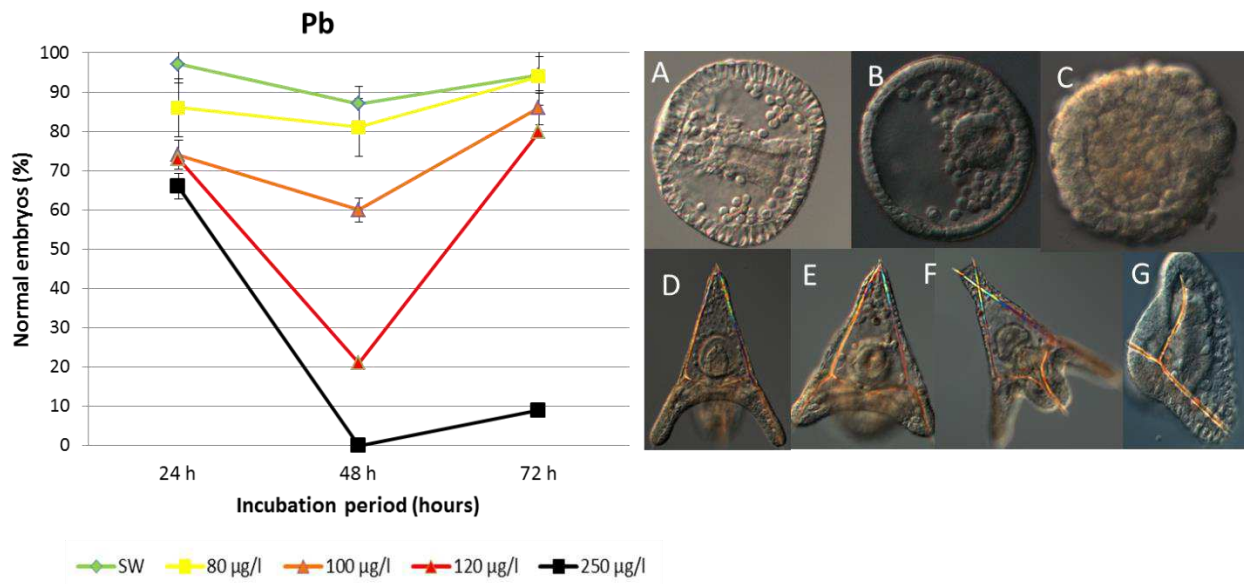 Pb
Normal embryos (%)
100
90
80
70
60
50
40
30
20
10
0
24 h
48 h
72 h
Incubation period (hours)
SW
80 µg/l
100 µg/l
120 µg/l
250 µg/l
A
B
C
D
E
F
G